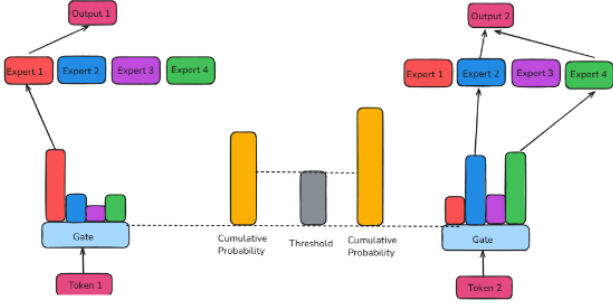 Output 1
Output 2
Expert 1
Expert 2
Expert 3
Expert 4
Expert 1
Expert 2
Expert 3
Expert 4
Gate
Cumulative
Probability
Threshold
Cumulative
Probability
Gate
Token 1
Token 2